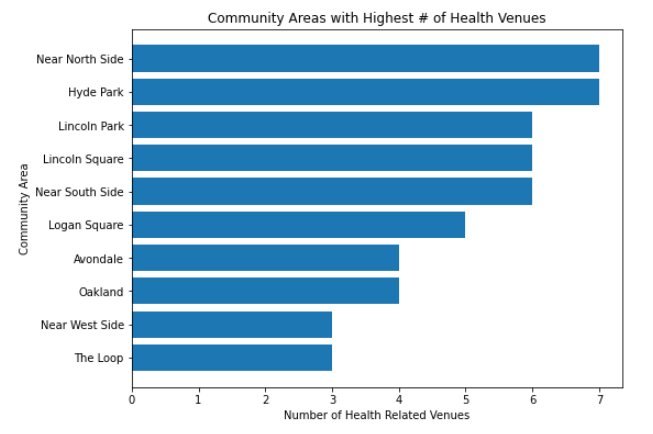 Community Areas with Highest # of Health Venues
Near North Side
Hyde Park
Lincoln Park
Lincoln Square
Near South Side
Logan Square
Avondale
Oakland
Near West Side
The Loop
Community Area
0 1 2 3 4 5 6 7
Number of Health Related Venues